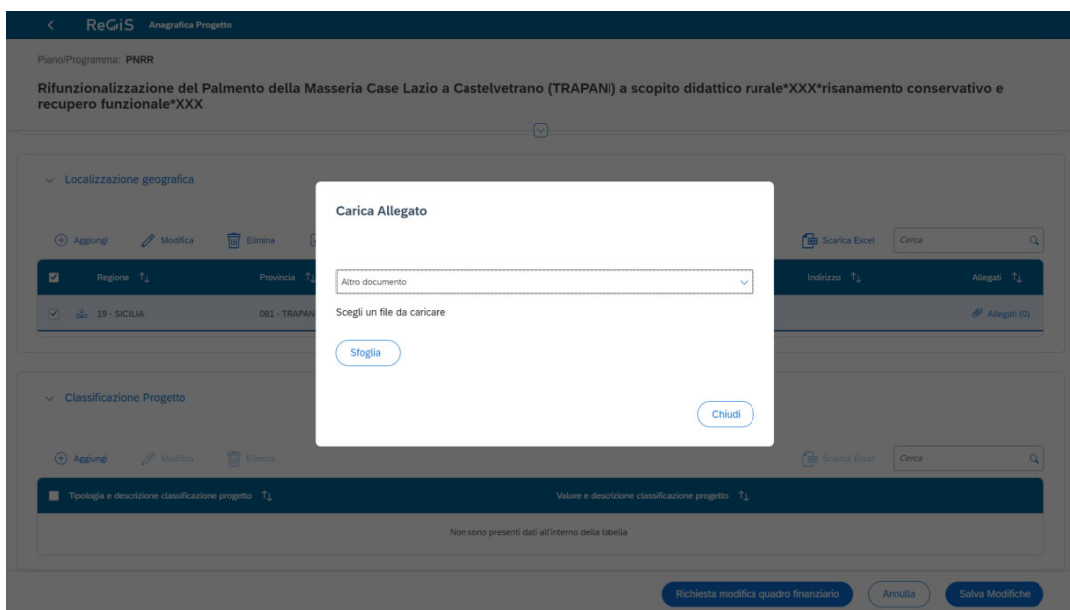 ReGiS Anagrafica Progetto
Piano/Programma: PNRR
Rifunzionalizzazione del Palmento della Masseria Case Lazio a Castelvetrano (TRAPANI) a scopito didattico rurale*XXX*risanamento conservativo e
recupero funzionale*XXX
Localizzazione geografica
Carica Allegato
Aggiungi Modifica Elimina Scarica Excel Cerca
Regione Provincia Indirizzo Allegati
Altro documento
19 - SICILIA 081 - TRAPAN Allegati (0)
Scegli un file da caricare
Sfoglia
Classificazione Progetto
Chiudi
Aggiungi Modifica Elimina Scarica Excel Cerca
Tipologia e descrizione classificazione progetto Valore e descrizione classificazione progetto
Non sono presenti dati all'interno della tabella
Richiesta modifica quadro finanziario Annulla Salva Modifiche